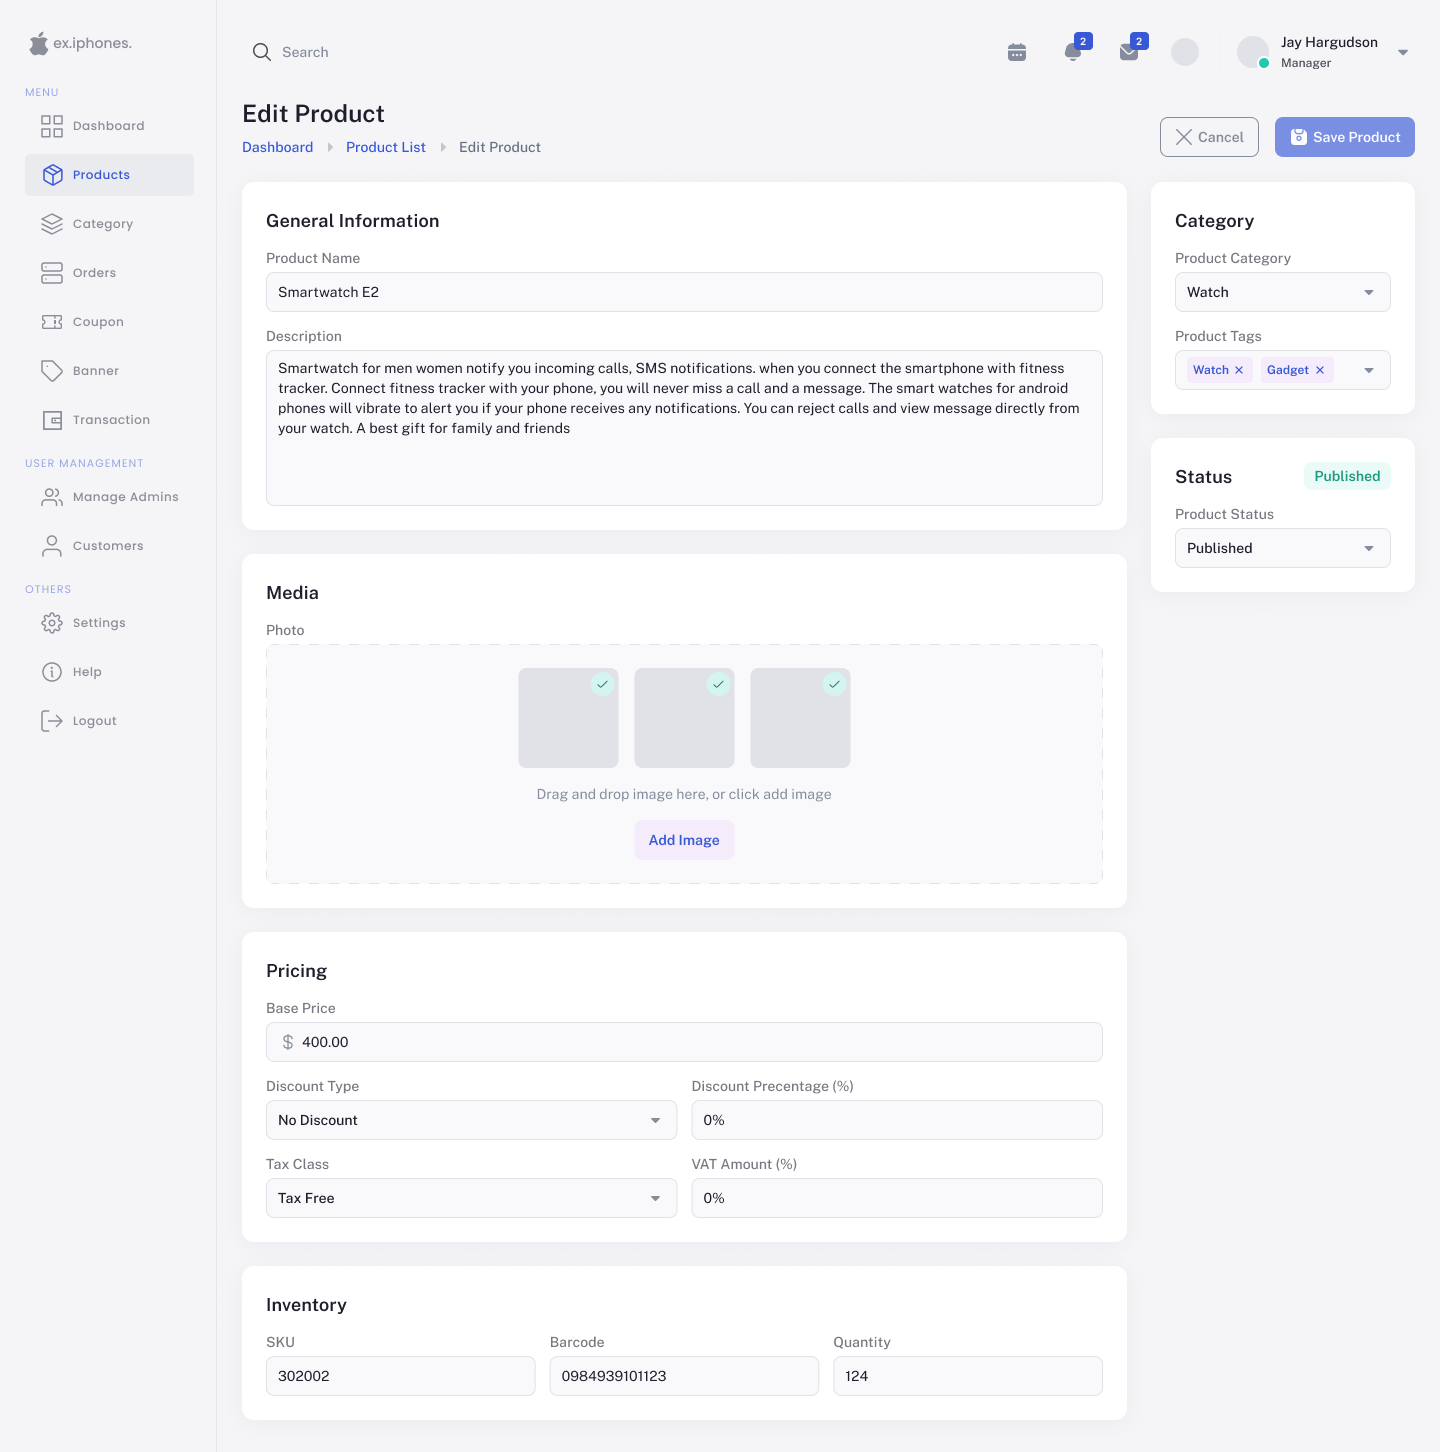 ex.iphones.
MENU
Dashboard
Products
Category
Orders
Coupon
Banner
Transaction
USER MANAGEMENT
Manage Admins
Customers
OTHERS
Settings
Help
Logout
Search
2
2
Jay Hargudson
Manager
Edit Product
Dashboard
Product List
Edit Product
Cancel
Save Product
General Information
Product Name
Smartwatch E2
Description
Smartwatch for men women notify you incoming calls, SMS notifications. when you connect the smartphone with fitness
tracker. Connect fitness tracker with your phone, you will never miss a call and a message. The smart watches for android
phones will vibrate to alert you if your phone receives any notifications. You can reject calls and view message directly from
your watch. A best gift for family and friends
Media
Photo
Drag and drop image here, or click add image
Add Image
Pricing
Base Price
$ 400.00
Discount Type
Discount Precentage (%)
No Discount
0%
Tax Class
VAT Amount (%)
Tax Free
0%
Inventory
SKU
Barcode
Quantity
302002
0984939101123
124
Category
Product Category
Watch
Product Tags
Watch
Gadget
Status
Published
Product Status
Published